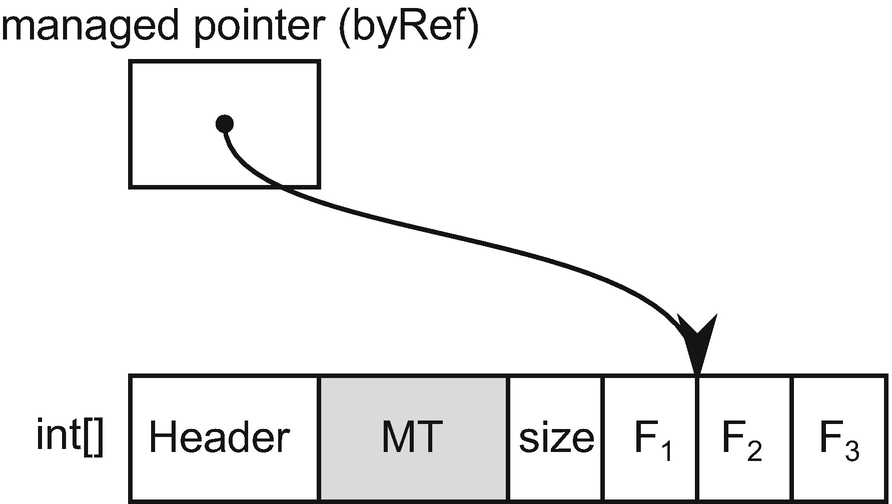 managed pointer (byRef)
int[] Header MT size F₁ F₂ F₃